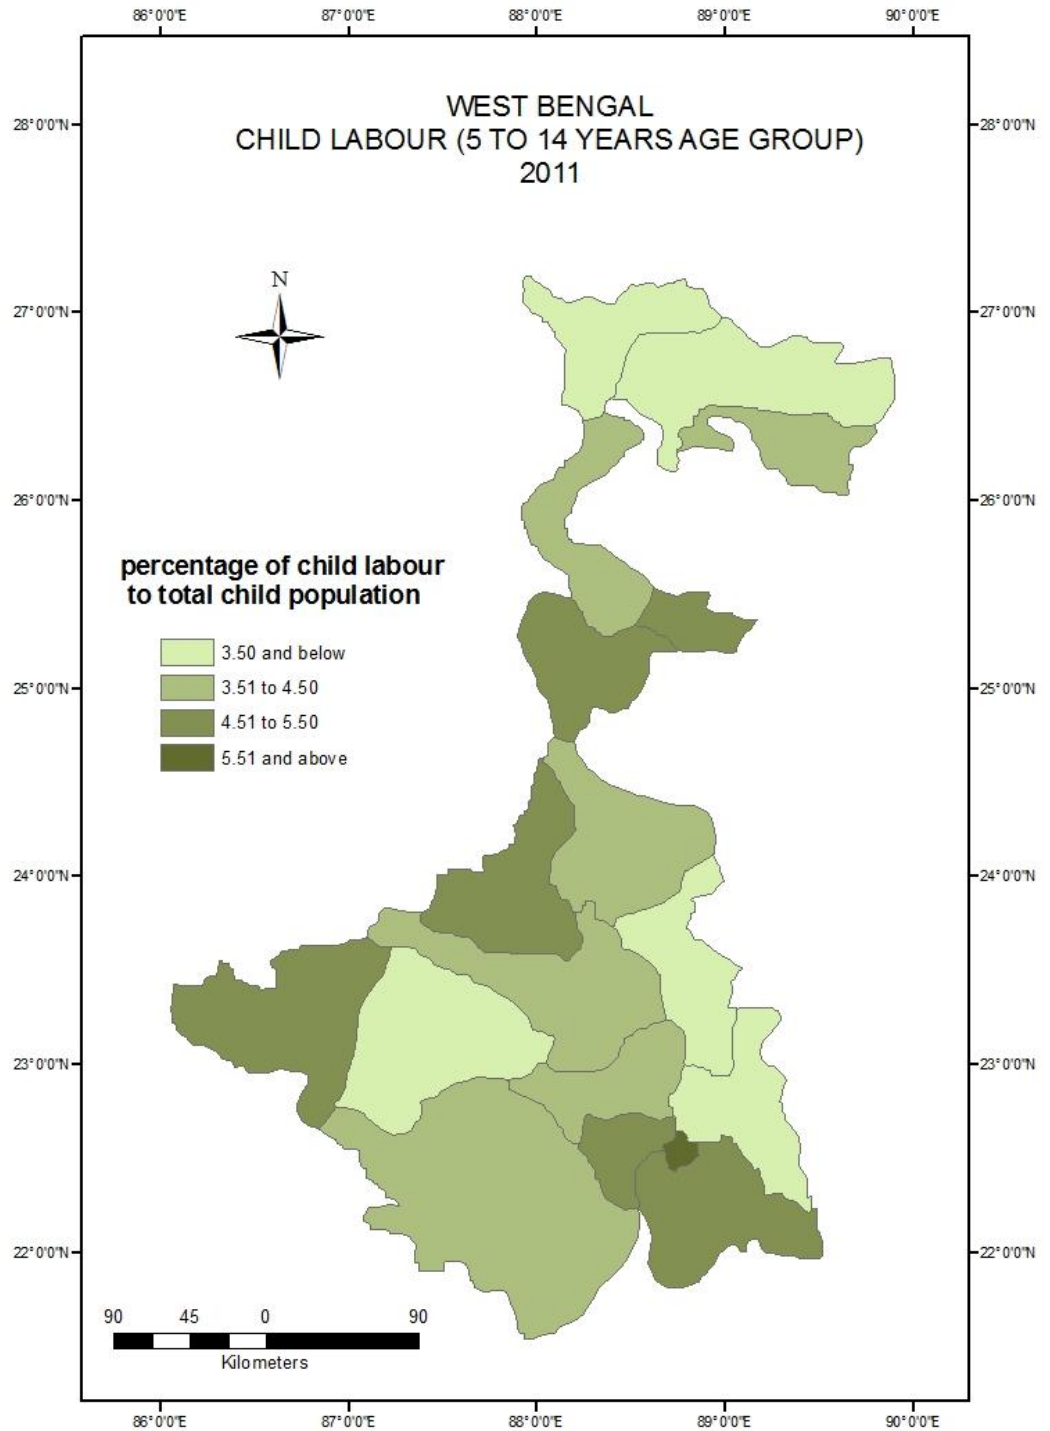 86°0'0"E 87°0'0"E 88°0'0"E 89°0'0"E 90°0'0"E
WEST BENGAL
CHILD LABOUR (5 TO 14 YEARS AGE GROUP)
2011
28°0'0"N 28°0'0"N
N
27°0'0"N 27°0'0"N
26°0'0"N 26°0'0"N
percentage of child labour
to total child population
3.50 and below
3.51 to 4.50
4.51 to 5.50
5.51 and above
25°0'0"N 25°0'0"N
24°0'0"N 24°0'0"N
23°0'0"N 23°0'0"N
22°0'0"N 22°0'0"N
90 45 0 90
Kilometers
86°0'0"E 87°0'0"E 88°0'0"E 89°0'0"E 90°0'0"E